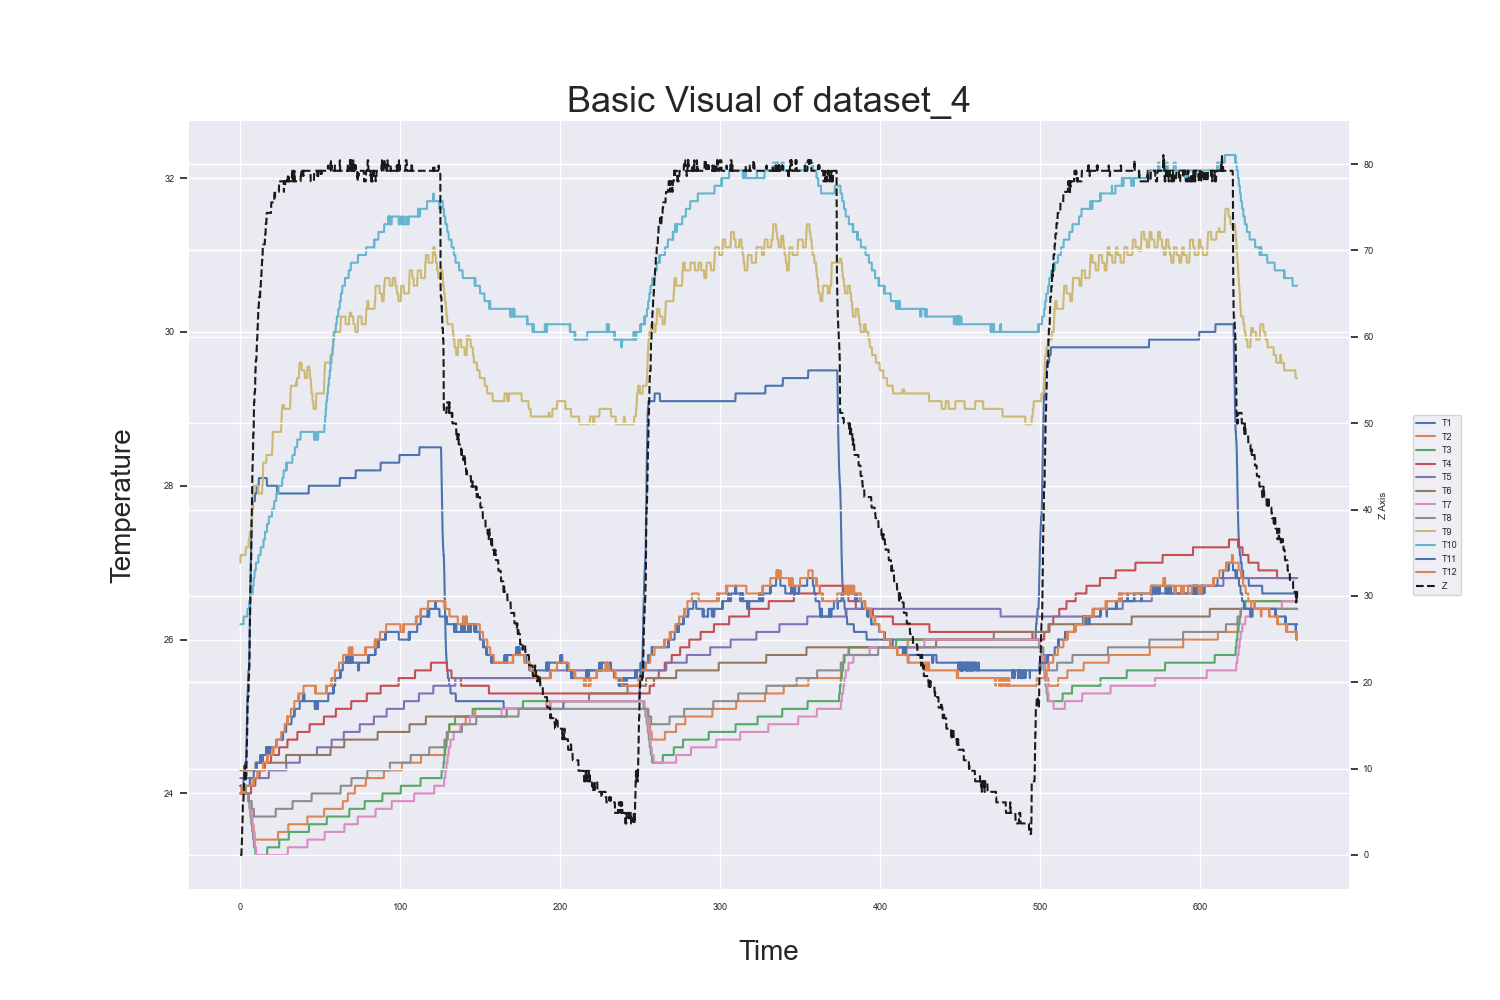 Basic Visual of dataset_4
Temperature
32
30
28
26
24
80
70
60
50
40
30
20
10
0
Z Axis
T1
T2
T3
T4
T5
T6
T7
T8
T9
T10
T11
T12
Z
0 100 200 300 400 500 600
Time